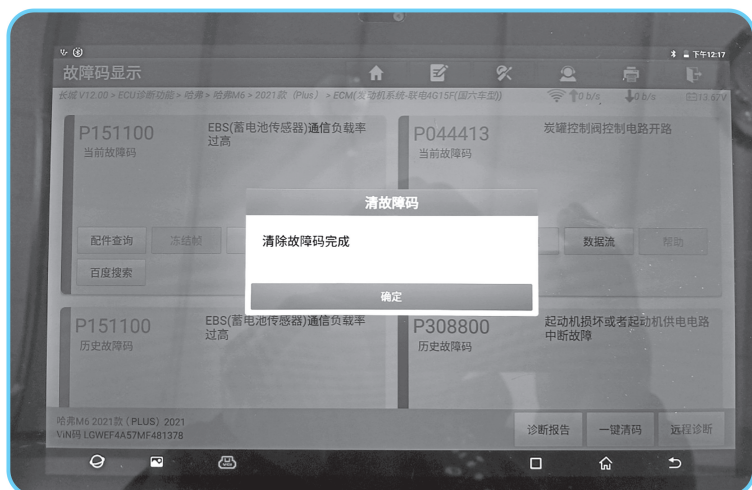 下午12:17
故障码显示
长城 V12.00 > ECU诊断功能 > 哈弗 > 哈弗M6 > 2021款（Plus） > ECM(发动机系统-联电4G15F(国六车型))
0 b/s
0 b/s
13.67V
P151100
当前故障码
EBS(蓄电池传感器)通信负载率
过高
P044413
当前故障码
炭罐控制阀控制电路开路
清故障码
清除故障码完成
确定
配件查询
冻结帧
数据流
帮助
百度搜索
P151100
历史故障码
EBS(蓄电池传感器)通信负载率
过高
P308800
历史故障码
起动机损坏或者起动机供电电路
中断故障
哈弗M6 2021款（PLUS）2021
VIN码 LGWEF4A57MF481378
诊断报告
一键清码
远程诊断